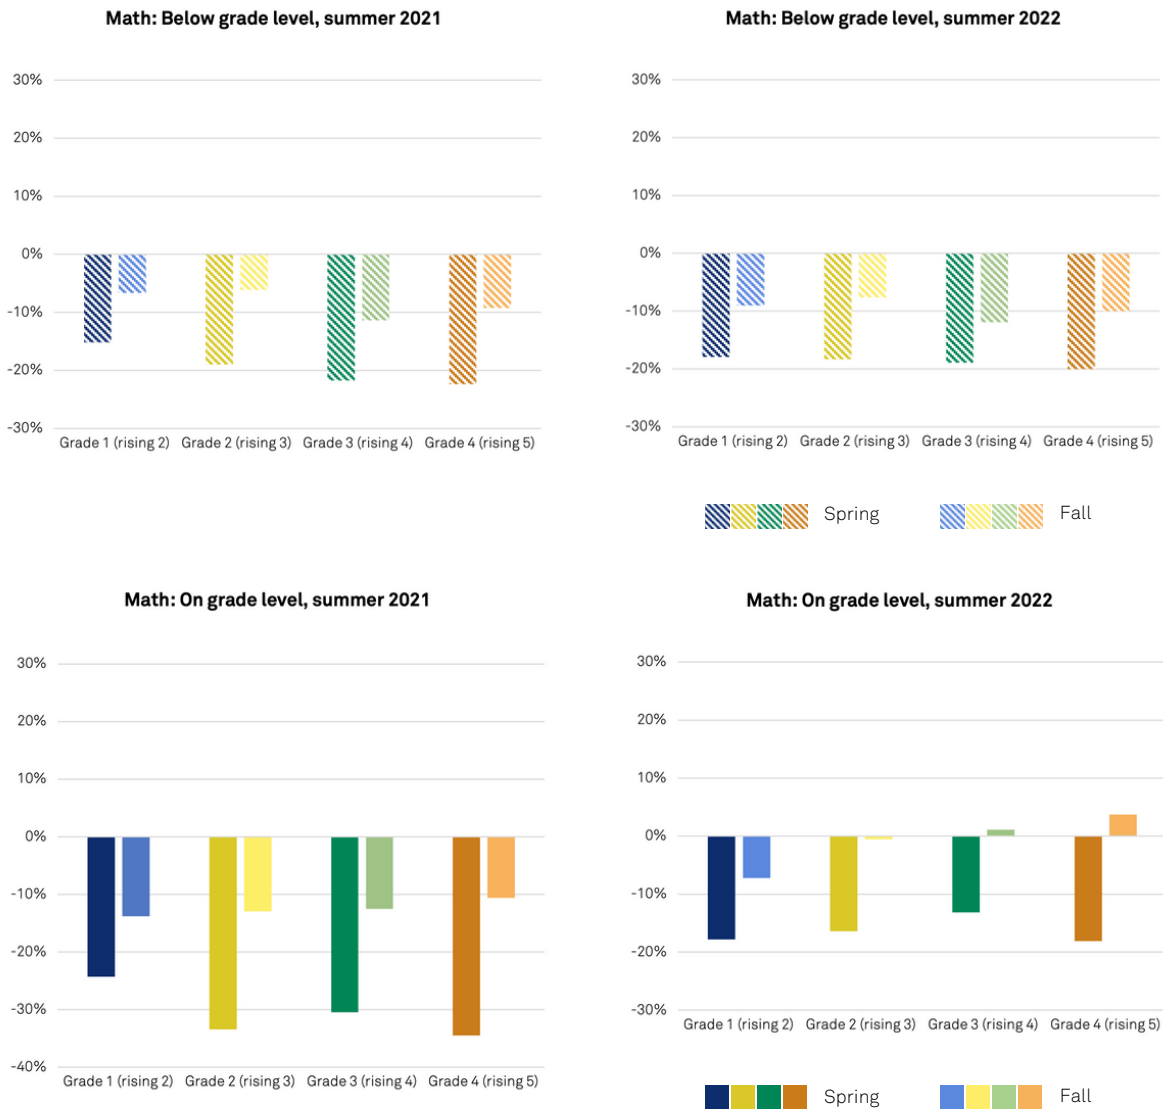 Math: Below grade level, summer 2021
30%
20%
10%
0%
-10%
-20%
-30%
Grade 1 (rising 2) Grade 2 (rising 3) Grade 3 (rising 4) Grade 4 (rising 5)
Math: Below grade level, summer 2022
30%
20%
10%
0%
-10%
-20%
-30%
Grade 1 (rising 2) Grade 2 (rising 3) Grade 3 (rising 4) Grade 4 (rising 5)
Spring Fall
Math: On grade level, summer 2021
30%
20%
10%
0%
-10%
-20%
-30%
-40%
Grade 1 (rising 2) Grade 2 (rising 3) Grade 3 (rising 4) Grade 4 (rising 5)
Math: On grade level, summer 2022
30%
20%
10%
0%
-10%
-20%
-30%
Grade 1 (rising 2) Grade 2 (rising 3) Grade 3 (rising 4) Grade 4 (rising 5)
Spring Fall